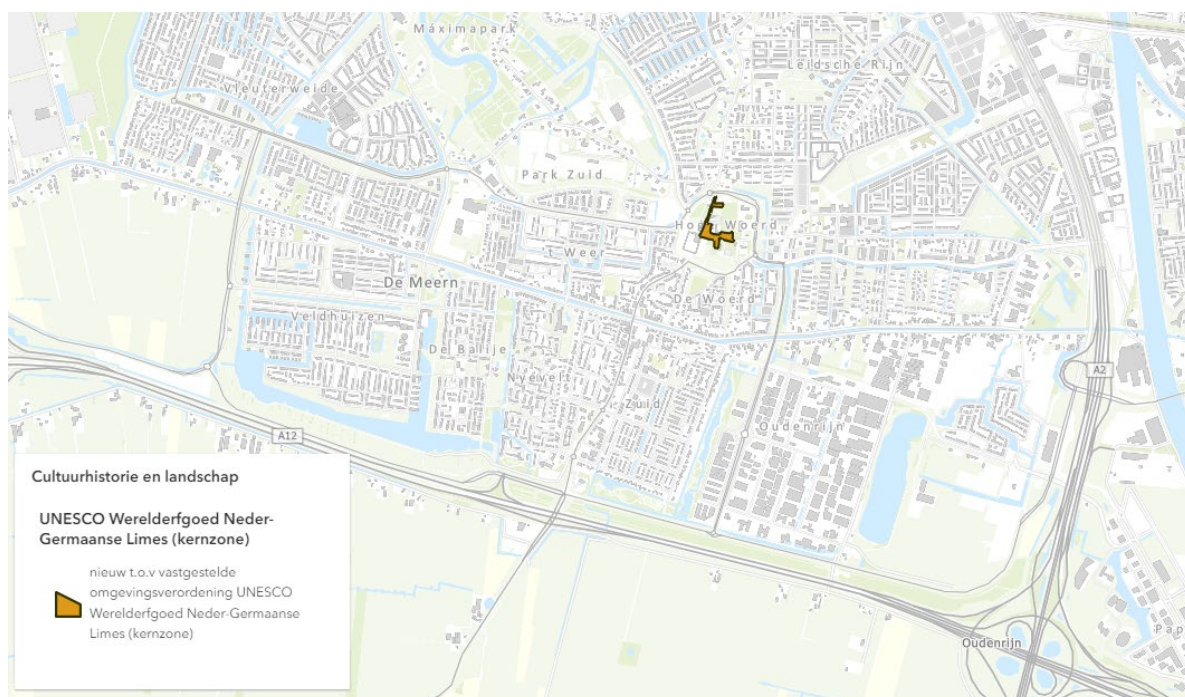 Máximapark
Leidsche Rijn
Vleuterweide
Park Zuid
Hoge Woerd
't Weer
De Meern
De Woerd
Veldhuizen
De Balije
Nyevelt
A2
Zuid
Oudenrijn
A12
Cultuurhistorie en landschap
UNESCO Werelderfgoed Neder-
Germaanse Limes (kernzone)
nieuw t.o.v vastgestelde
omgevingsverordening UNESCO
Werelderfgoed Neder-Germaanse
Limes (kernzone)
Oudenrijn
Pap